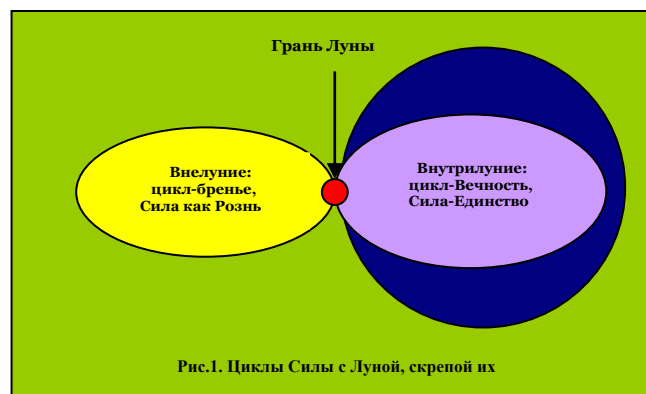 Грань Луны
Внелуние:
цикл-бренье,
Сила как Рознь
Внутрилуние:
цикл-Вечность,
Сила-Единство
Рис.1. Циклы Силы с Луной, скрепой их